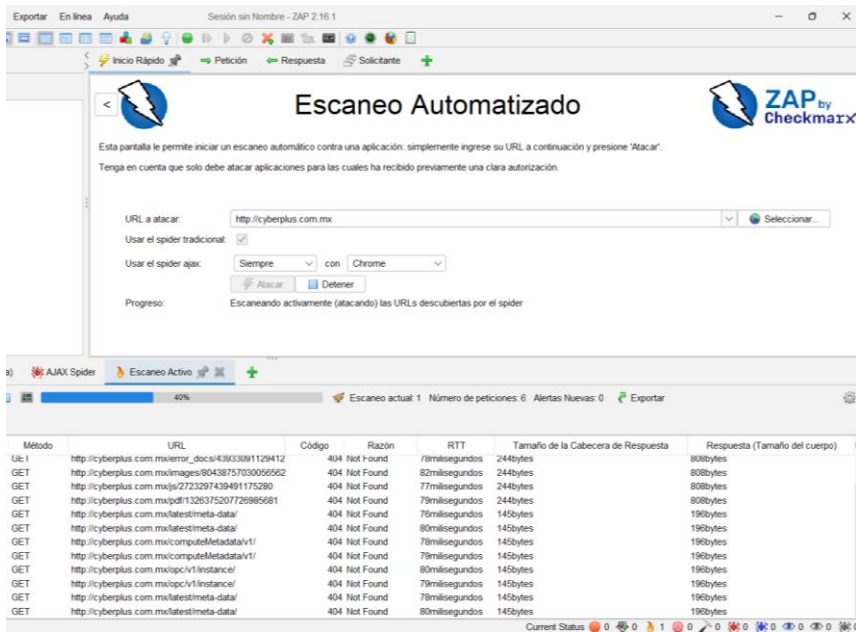 Exportar En línea Ayuda Sesión sin Nombre - ZAP 2.16.1
Inicio Rápido Petición Respuesta Solicitante
Escaneo Automatizado
ZAP by Checkmarx
Esta pantalla le permite iniciar un escaneo automático contra una aplicación: simplemente ingrese su URL a continuación y presione 'Atacar'.
Tenga en cuenta que solo debe atacar aplicaciones para las cuales ha recibido previamente una clara autorización.
URL a atacar: http://cyberplus.com.mx Seleccionar...
Usar el spider tradicional:
Usar el spider ajax: Siempre con Chrome
Atacar Detener
Progreso: Escaneando activamente (atacando) las URLs descubiertas por el spider
a) AJAX Spider Escaneo Activo
40% Escaneo actual: 1 Número de peticiones: 6 Alertas Nuevas: 0 Exportar
Método URL Código Razón RTT Tamaño de la Cabecera de Respuesta Respuesta (Tamaño del cuerpo)
GET http://cyberplus.com.mx/error_docs/43933091129412 404 Not Found 78milisegundos 244bytes 808bytes
GET http://cyberplus.com.mx/images/80438757030056562 404 Not Found 82milisegundos 244bytes 808bytes
GET http://cyberplus.com.mx/js/2723297439491175280 404 Not Found 77milisegundos 244bytes 808bytes
GET http://cyberplus.com.mx/pdf/1326375207726985681 404 Not Found 79milisegundos 244bytes 808bytes
GET http://cyberplus.com.mx/latest/meta-data/ 404 Not Found 76milisegundos 145bytes 196bytes
GET http://cyberplus.com.mx/latest/meta-data/ 404 Not Found 80milisegundos 145bytes 196bytes
GET http://cyberplus.com.mx/computeMetadata/v1/ 404 Not Found 78milisegundos 145bytes 196bytes
GET http://cyberplus.com.mx/computeMetadata/v1/ 404 Not Found 79milisegundos 145bytes 196bytes
GET http://cyberplus.com.mx/opc/v1/instance/ 404 Not Found 80milisegundos 145bytes 196bytes
GET http://cyberplus.com.mx/opc/v1/instance/ 404 Not Found 79milisegundos 145bytes 196bytes
GET http://cyberplus.com.mx/latest/meta-data/ 404 Not Found 79milisegundos 145bytes 196bytes
GET http://cyberplus.com.mx/latest/meta-data/ 404 Not Found 80milisegundos 145bytes 196bytes
Current Status 0 0 1 0 0 0 0 0 0